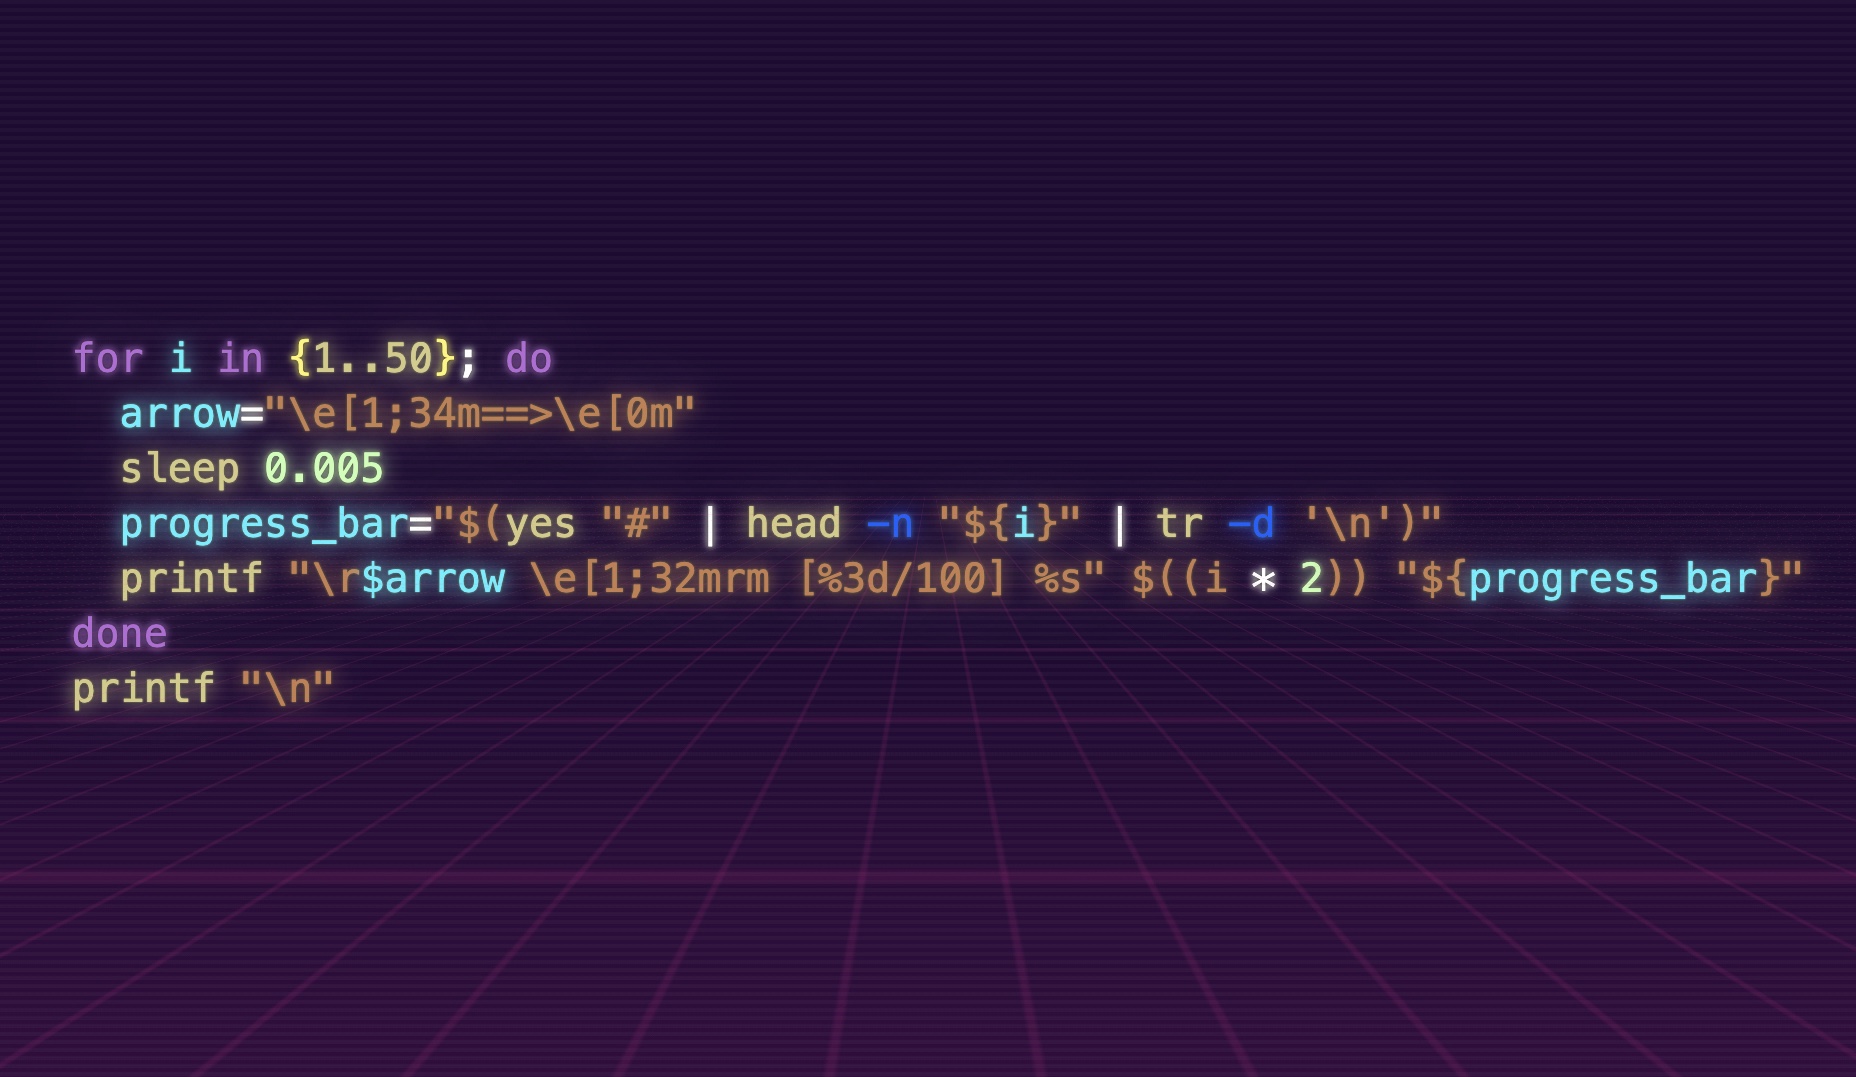 for i in {1..50}; do
  arrow="\e[1;34m==>\e[0m"
  sleep 0.005
  progress_bar="$(yes "#" | head -n "${i}" | tr -d '\n')"
  printf "\r$arrow \e[1;32mrm [%3d/100] %s" $((i * 2)) "${progress_bar}"
done
printf "\n"